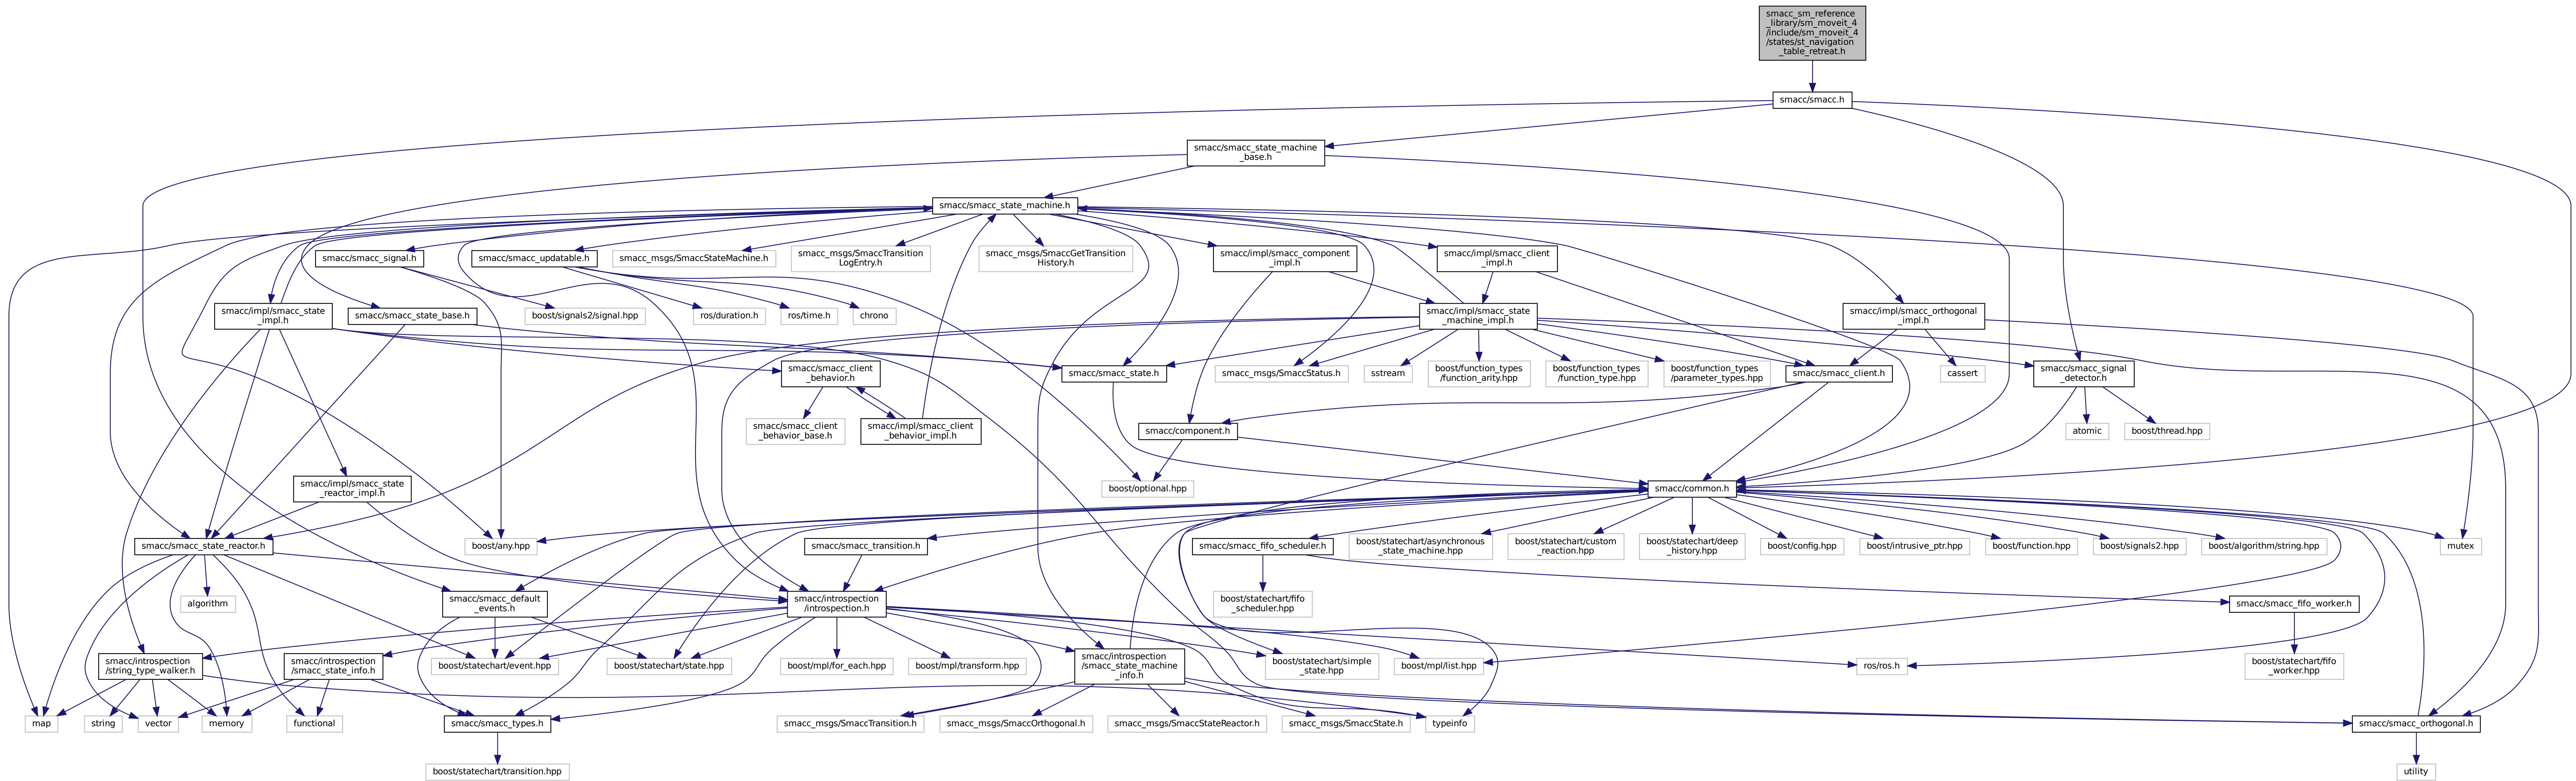 smacc_sm_reference
_library/sm_moveit_4
/include/sm_moveit_4
/states/st_navigation
_table_retreat.h
smacc/smacc.h
smacc/smacc_state_machine
_base.h
smacc/smacc_state_machine.h
smacc/smacc_signal.h
smacc/smacc_updatable.h
smacc_msgs/SmaccStateMachine.h
smacc_msgs/SmaccTransition
LogEntry.h
smacc_msgs/SmaccGetTransition
History.h
smacc/impl/smacc_component
_impl.h
smacc/impl/smacc_client
_impl.h
smacc/impl/smacc_state
_impl.h
smacc/smacc_state_base.h
boost/signals2/signal.hpp
ros/duration.h
ros/time.h
chrono
smacc/impl/smacc_state
_machine_impl.h
smacc/impl/smacc_orthogonal
_impl.h
smacc/smacc_client
_behavior.h
smacc/smacc_state.h
smacc_msgs/SmaccStatus.h
sstream
boost/function_types
/function_arity.hpp
boost/function_types
/function_type.hpp
boost/function_types
/parameter_types.hpp
smacc/smacc_client.h
cassert
smacc/smacc_signal
_detector.h
smacc/smacc_client
_behavior_base.h
smacc/impl/smacc_client
_behavior_impl.h
smacc/component.h
atomic
boost/thread.hpp
smacc/impl/smacc_state
_reactor_impl.h
boost/optional.hpp
smacc/common.h
smacc/smacc_state_reactor.h
boost/any.hpp
smacc/smacc_transition.h
smacc/smacc_fifo_scheduler.h
boost/statechart/asynchronous
_state_machine.hpp
boost/statechart/custom
_reaction.hpp
boost/statechart/deep
_history.hpp
boost/config.hpp
boost/intrusive_ptr.hpp
boost/function.hpp
boost/signals2.hpp
boost/algorithm/string.hpp
mutex
algorithm
smacc/smacc_default
_events.h
smacc/introspection
/introspection.h
boost/statechart/fifo
_scheduler.hpp
smacc/smacc_fifo_worker.h
smacc/introspection
/string_type_walker.h
smacc/introspection
/smacc_state_info.h
boost/statechart/event.hpp
boost/statechart/state.hpp
boost/mpl/for_each.hpp
boost/mpl/transform.hpp
smacc/introspection
/smacc_state_machine
_info.h
boost/statechart/simple
_state.hpp
boost/mpl/list.hpp
ros/ros.h
boost/statechart/fifo
_worker.hpp
map
string
vector
memory
functional
smacc/smacc_types.h
smacc_msgs/SmaccTransition.h
smacc_msgs/SmaccOrthogonal.h
smacc_msgs/SmaccStateReactor.h
smacc_msgs/SmaccState.h
typeinfo
smacc/smacc_orthogonal.h
boost/statechart/transition.hpp
utility